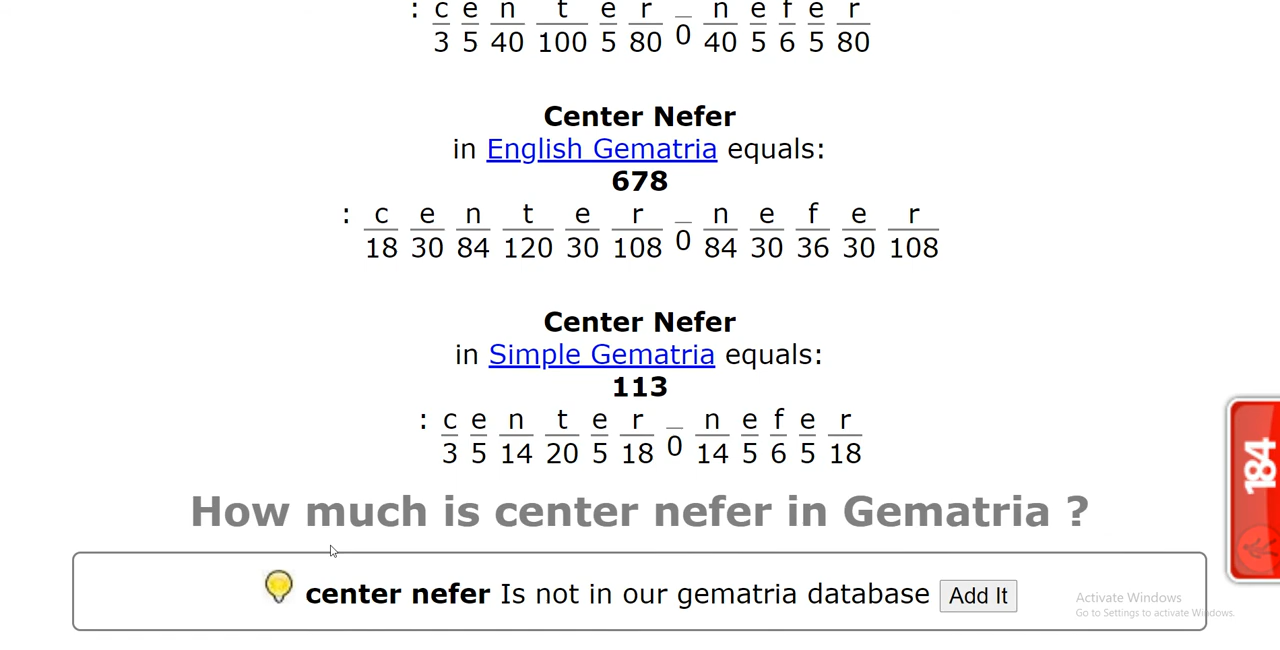 : c e n t e r _ n e f e r
3 5 40 100 5 80 0 40 5 6 5 80
Center Nefer
in English Gematria equals:
678
: c e n t e r _ n e f e r
18 30 84 120 30 108 0 84 30 36 30 108
Center Nefer
in Simple Gematria equals:
113
: c e n t e r _ n e f e r
3 5 14 20 5 18 0 14 5 6 5 18
184
How much is center nefer in Gematria ?
center nefer Is not in our gematria database Add It
Activate Windows
Go to Settings to activate Windows.